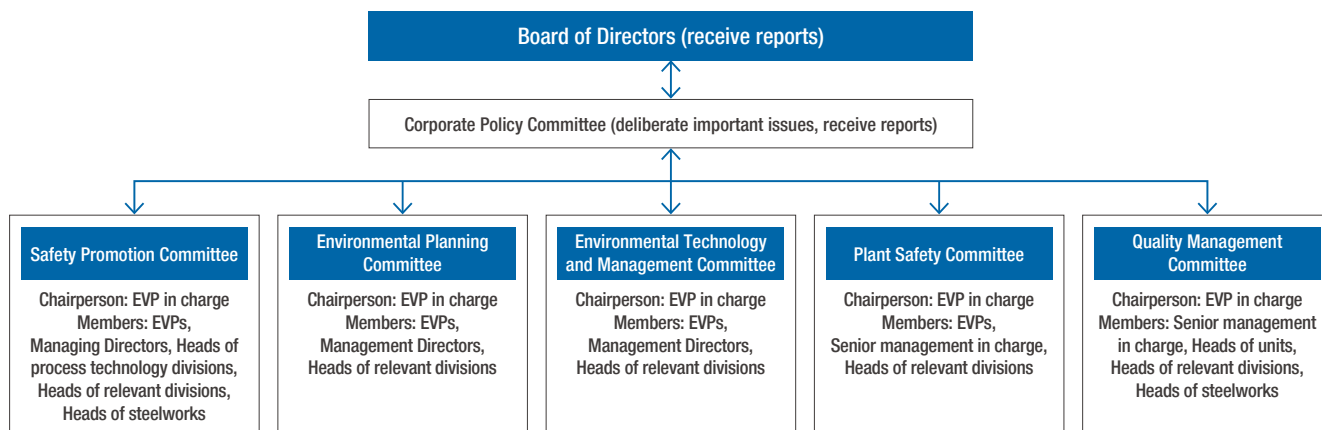 Board of Directors (receive reports)
Corporate Policy Committee (deliberate important issues, receive reports)
Safety Promotion Committee
Chairperson: EVP in charge
Members: EVPs,
Managing Directors, Heads of
process technology divisions,
Heads of relevant divisions,
Heads of steelworks
Environmental Planning
Committee
Chairperson: EVP in charge
Members: EVPs,
Management Directors,
Heads of relevant divisions
Environmental Technology
and Management Committee
Chairperson: EVP in charge
Members: EVPs,
Management Directors,
Heads of relevant divisions
Plant Safety Committee
Chairperson: EVP in charge
Members: EVPs,
Senior management in charge,
Heads of relevant divisions
Quality Management
Committee
Chairperson: EVP in charge
Members: Senior management
in charge, Heads of units,
Heads of relevant divisions,
Heads of steelworks